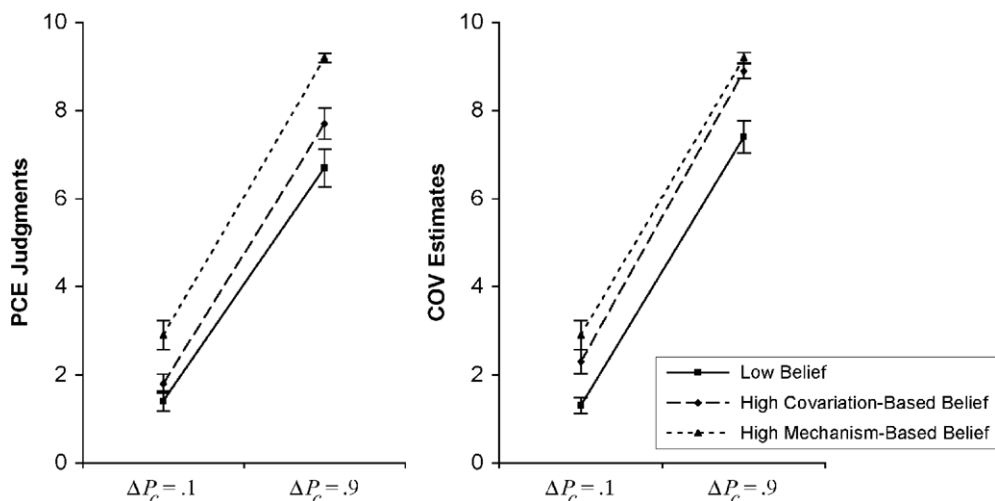 10
8
6
4
2
0
PCE Judgments
ΔP_c = .1
ΔP_c = .9
10
8
6
4
2
0
COV Estimates
ΔP_c = .1
ΔP_c = .9
Low Belief
High Covariation-Based Belief
High Mechanism-Based Belief